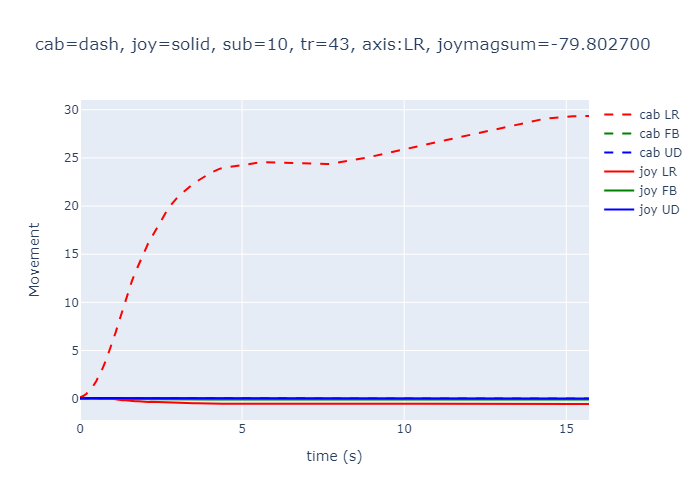 cab=dash, joy=solid, sub=10, tr=43, axis:LR, joymagsum=-79.802700
30
25
20
15
10
5
0
Movement
0
5
10
15
time (s)
cab LR
cab FB
cab UD
joy LR
joy FB
joy UD